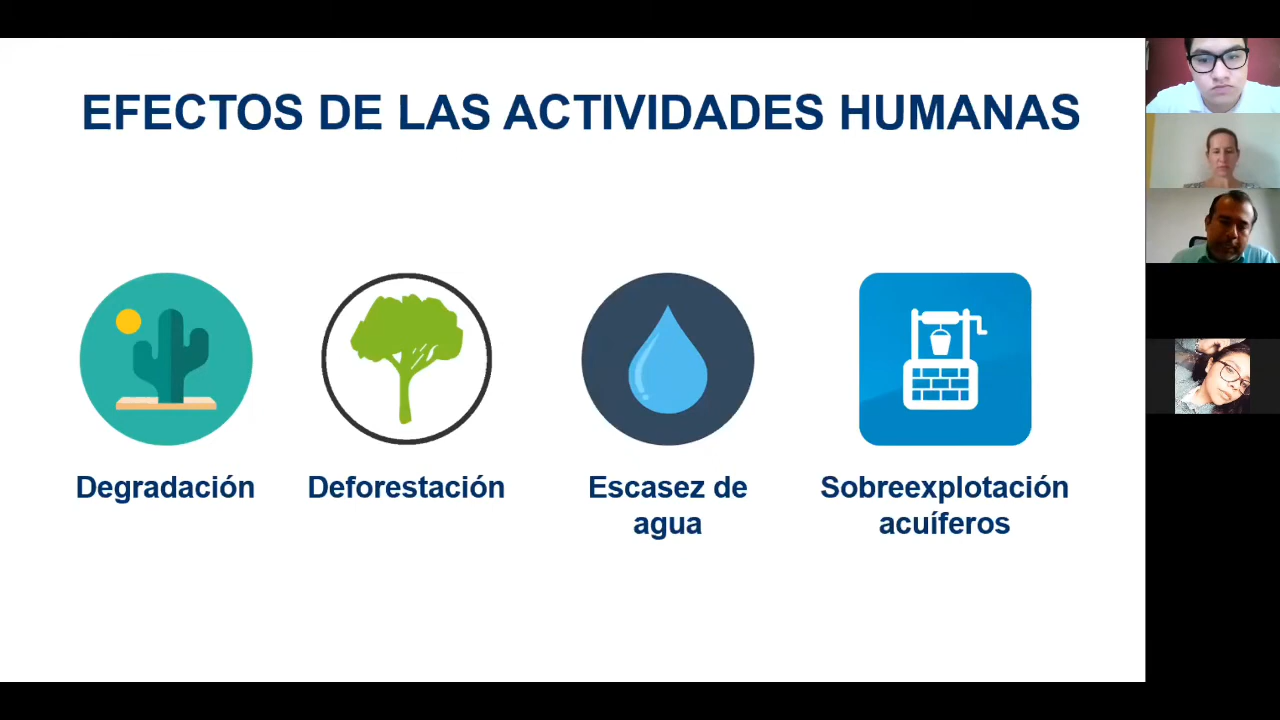 EFECTOS DE LAS ACTIVIDADES HUMANAS
Degradación
Deforestación
Escasez de
agua
Sobreexplotación
acuíferos